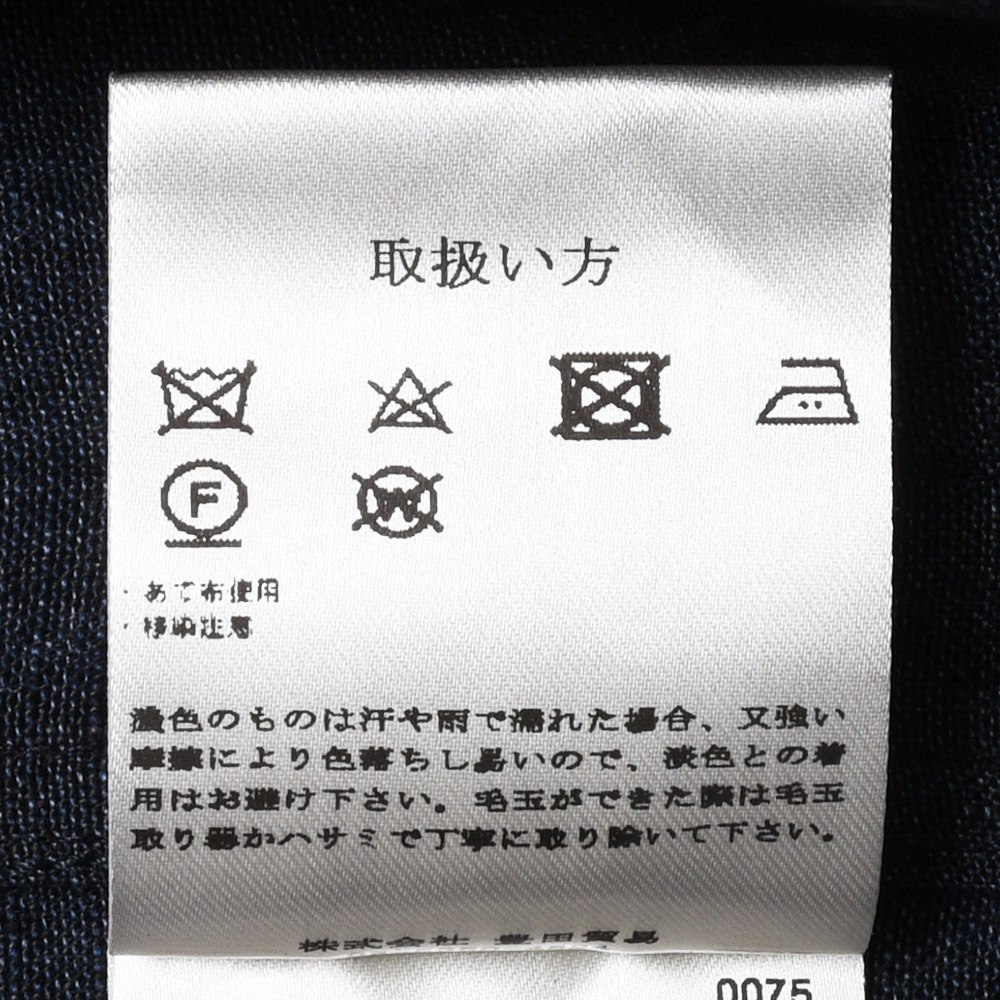 取扱い方
F
W
・あて布使用
・移染注意
濃色のものは汗や雨で濡れた場合、又強い
摩擦により色落ちし易いので、淡色との着
用はお避け下さい。毛玉ができた際は毛玉
取り器かハサミで丁寧に取り除いて下さい。
株式会社 豊田貿易
0075